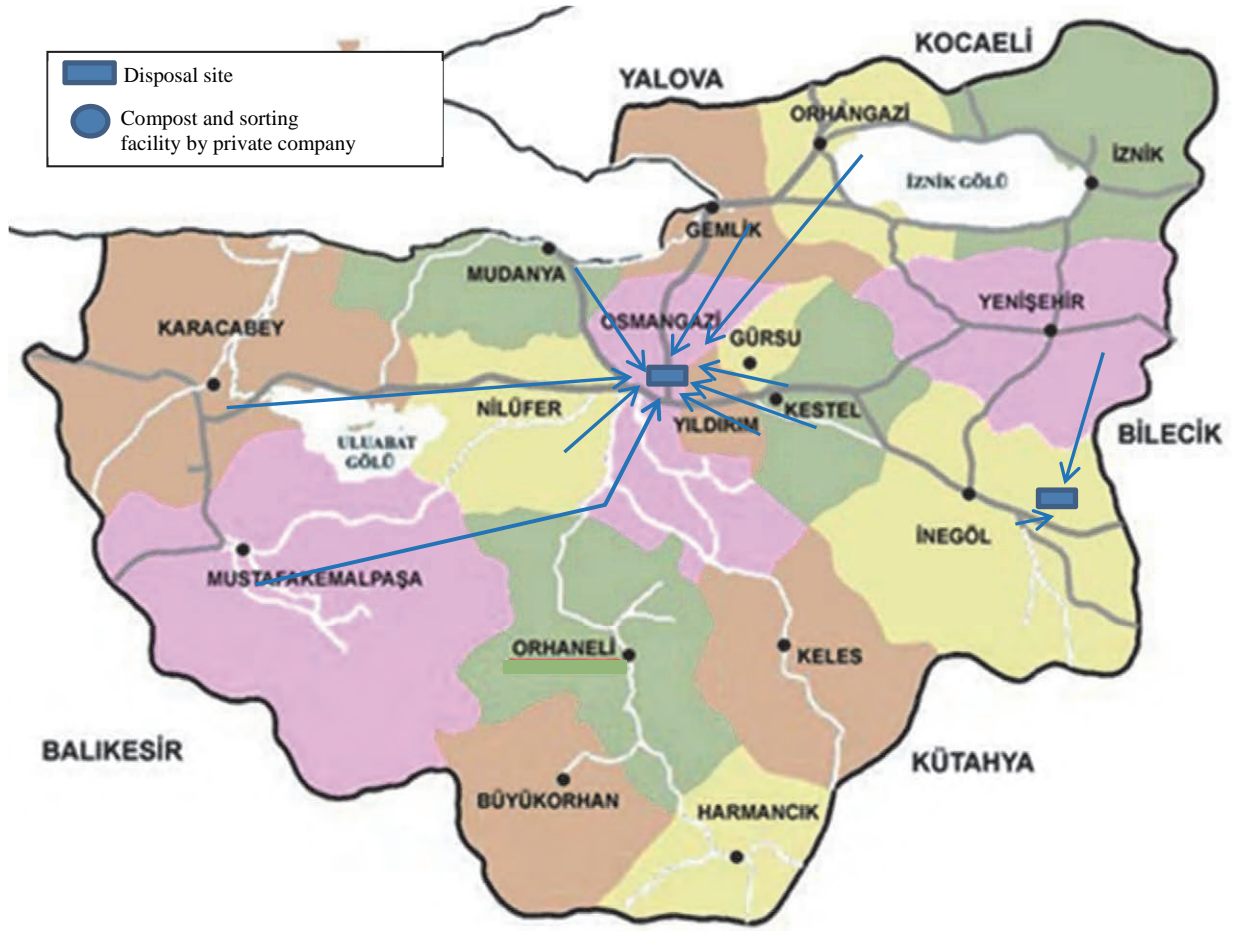 Disposal site
Compost and sorting
facility by private company
KOCAELİ
YALOVA
ORHANGAZİ
İZNİK
İZNİK GÖLÜ
GEMLİK
MUDANYA
YENİŞEHİR
OSMANGAZİ
KARACABEY
GÜRSU
NİLÜFER
KESTEL
YILDIRIM
BİLECİK
ULUABAT
GÖLÜ
İNEGÖL
MUSTAFAKEMALPAŞA
ORHANELİ
KELES
BALIKESİR
KÜTAHYA
BÜYÜKORHAN
HARMANCIK